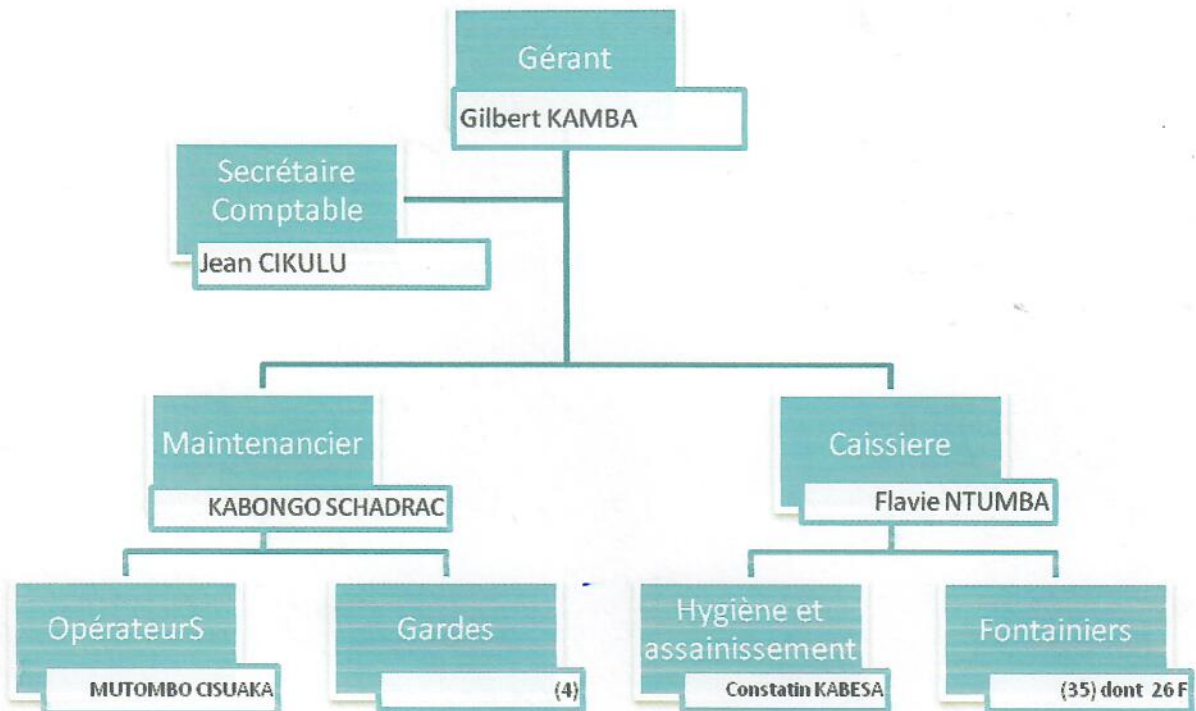 Gérant
Gilbert KAMBA
Secrétaire
Comptable
Jean CIKULU
Maintenancier
KABONGO SCHADRAC
Caissiere
Flavie NTUMBA
OpérateurS
MUTOMBO CISUAKA
Gardes
(4)
Hygiène et
assainissement
Constatin KABESA
Fontainiers
(35) dont 26 F